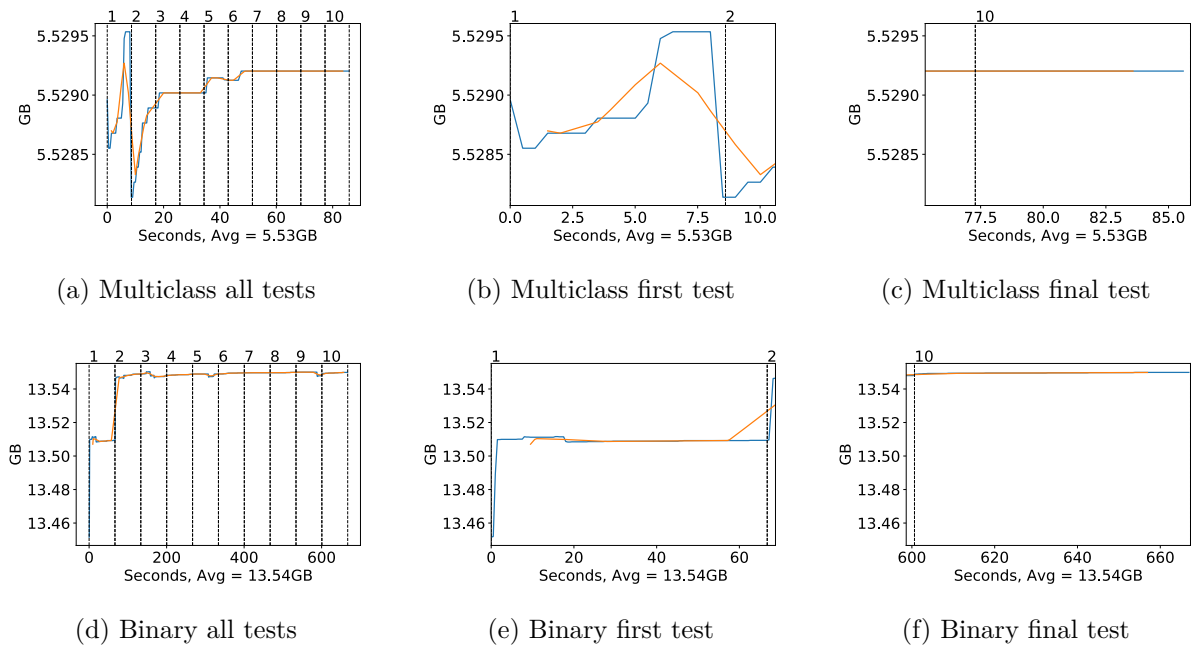 1 2 3 4 5 6 7 8 9 10
5.5295
5.5290
5.5285
GB
0 20 40 60 80
Seconds, Avg = 5.53GB
(a) Multiclass all tests
1 2
5.5295
5.5290
5.5285
GB
0.0 2.5 5.0 7.5 10.0
Seconds, Avg = 5.53GB
(b) Multiclass first test
10
5.5295
5.5290
5.5285
GB
77.5 80.0 82.5 85.0
Seconds, Avg = 5.53GB
(c) Multiclass final test
1 2 3 4 5 6 7 8 9 10
13.54
13.52
13.50
13.48
13.46
GB
0 200 400 600
Seconds, Avg = 13.54GB
(d) Binary all tests
1 2
13.54
13.52
13.50
13.48
13.46
GB
0 20 40 60
Seconds, Avg = 13.54GB
(e) Binary first test
10
13.54
13.52
13.50
13.48
13.46
GB
600 620 640 660
Seconds, Avg = 13.54GB
(f) Binary final test